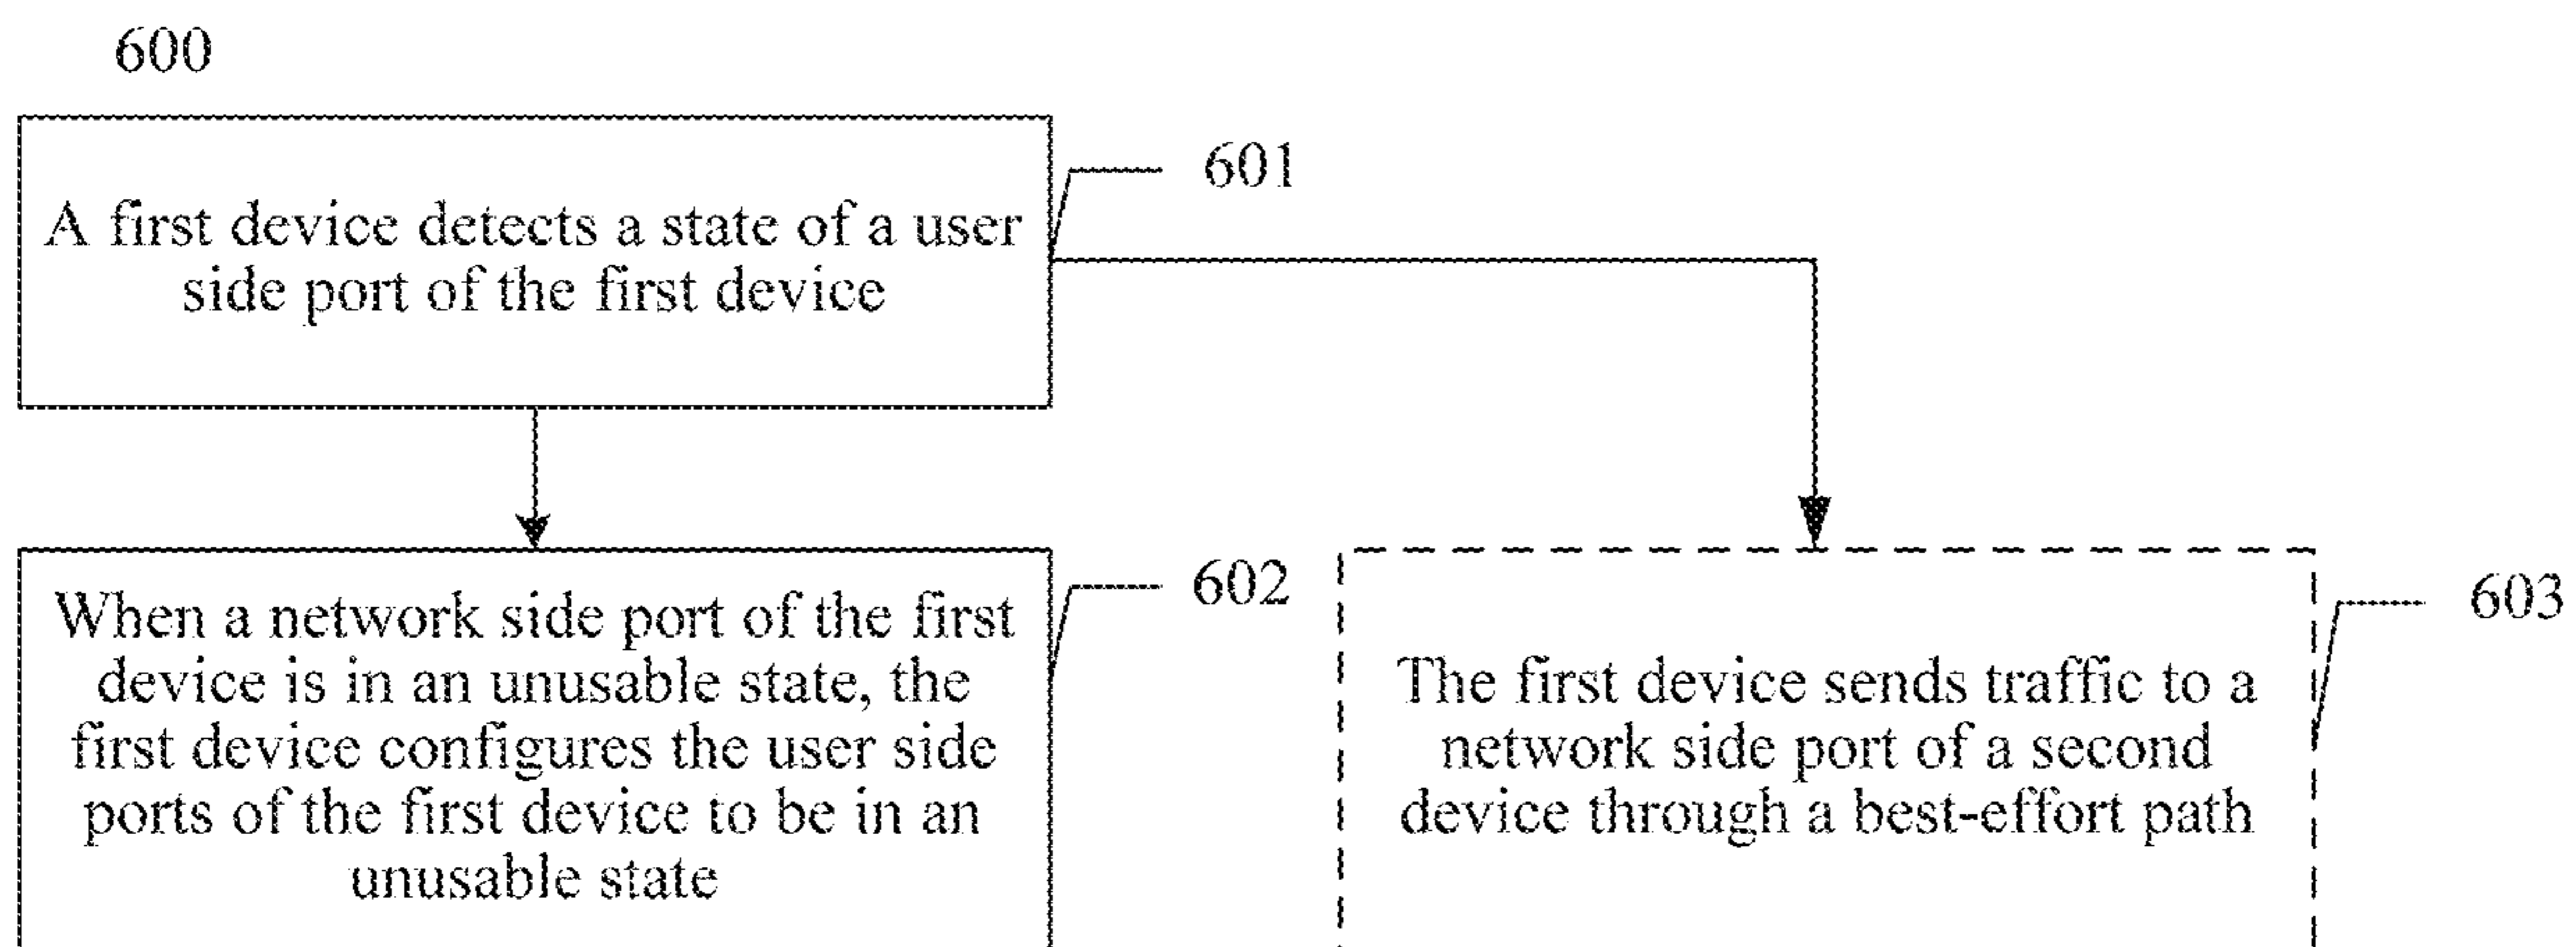 600
A first device detects a state of a user
side port of the first device
601
When a network side port of the first
device is in an unusable state, the
first device configures the user side
ports of the first device to be in an
unusable state
602
The first device sends traffic to a
network side port of a second
device through a best-effort path
603